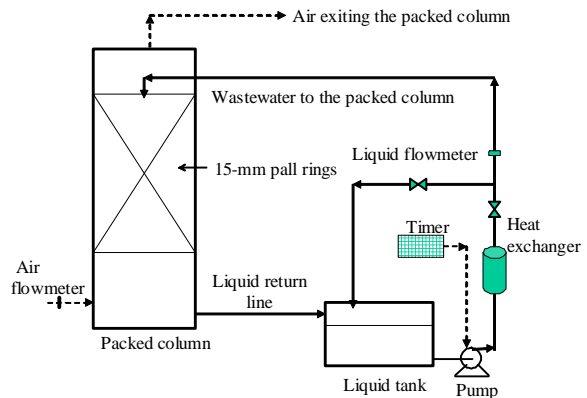 Air exiting the packed column
Wastewater to the packed column
Liquid flowmeter
15-mm pall rings
Timer
Heat
exchanger
Air
flowmeter
Liquid return
line
Packed column
Liquid tank
Pump